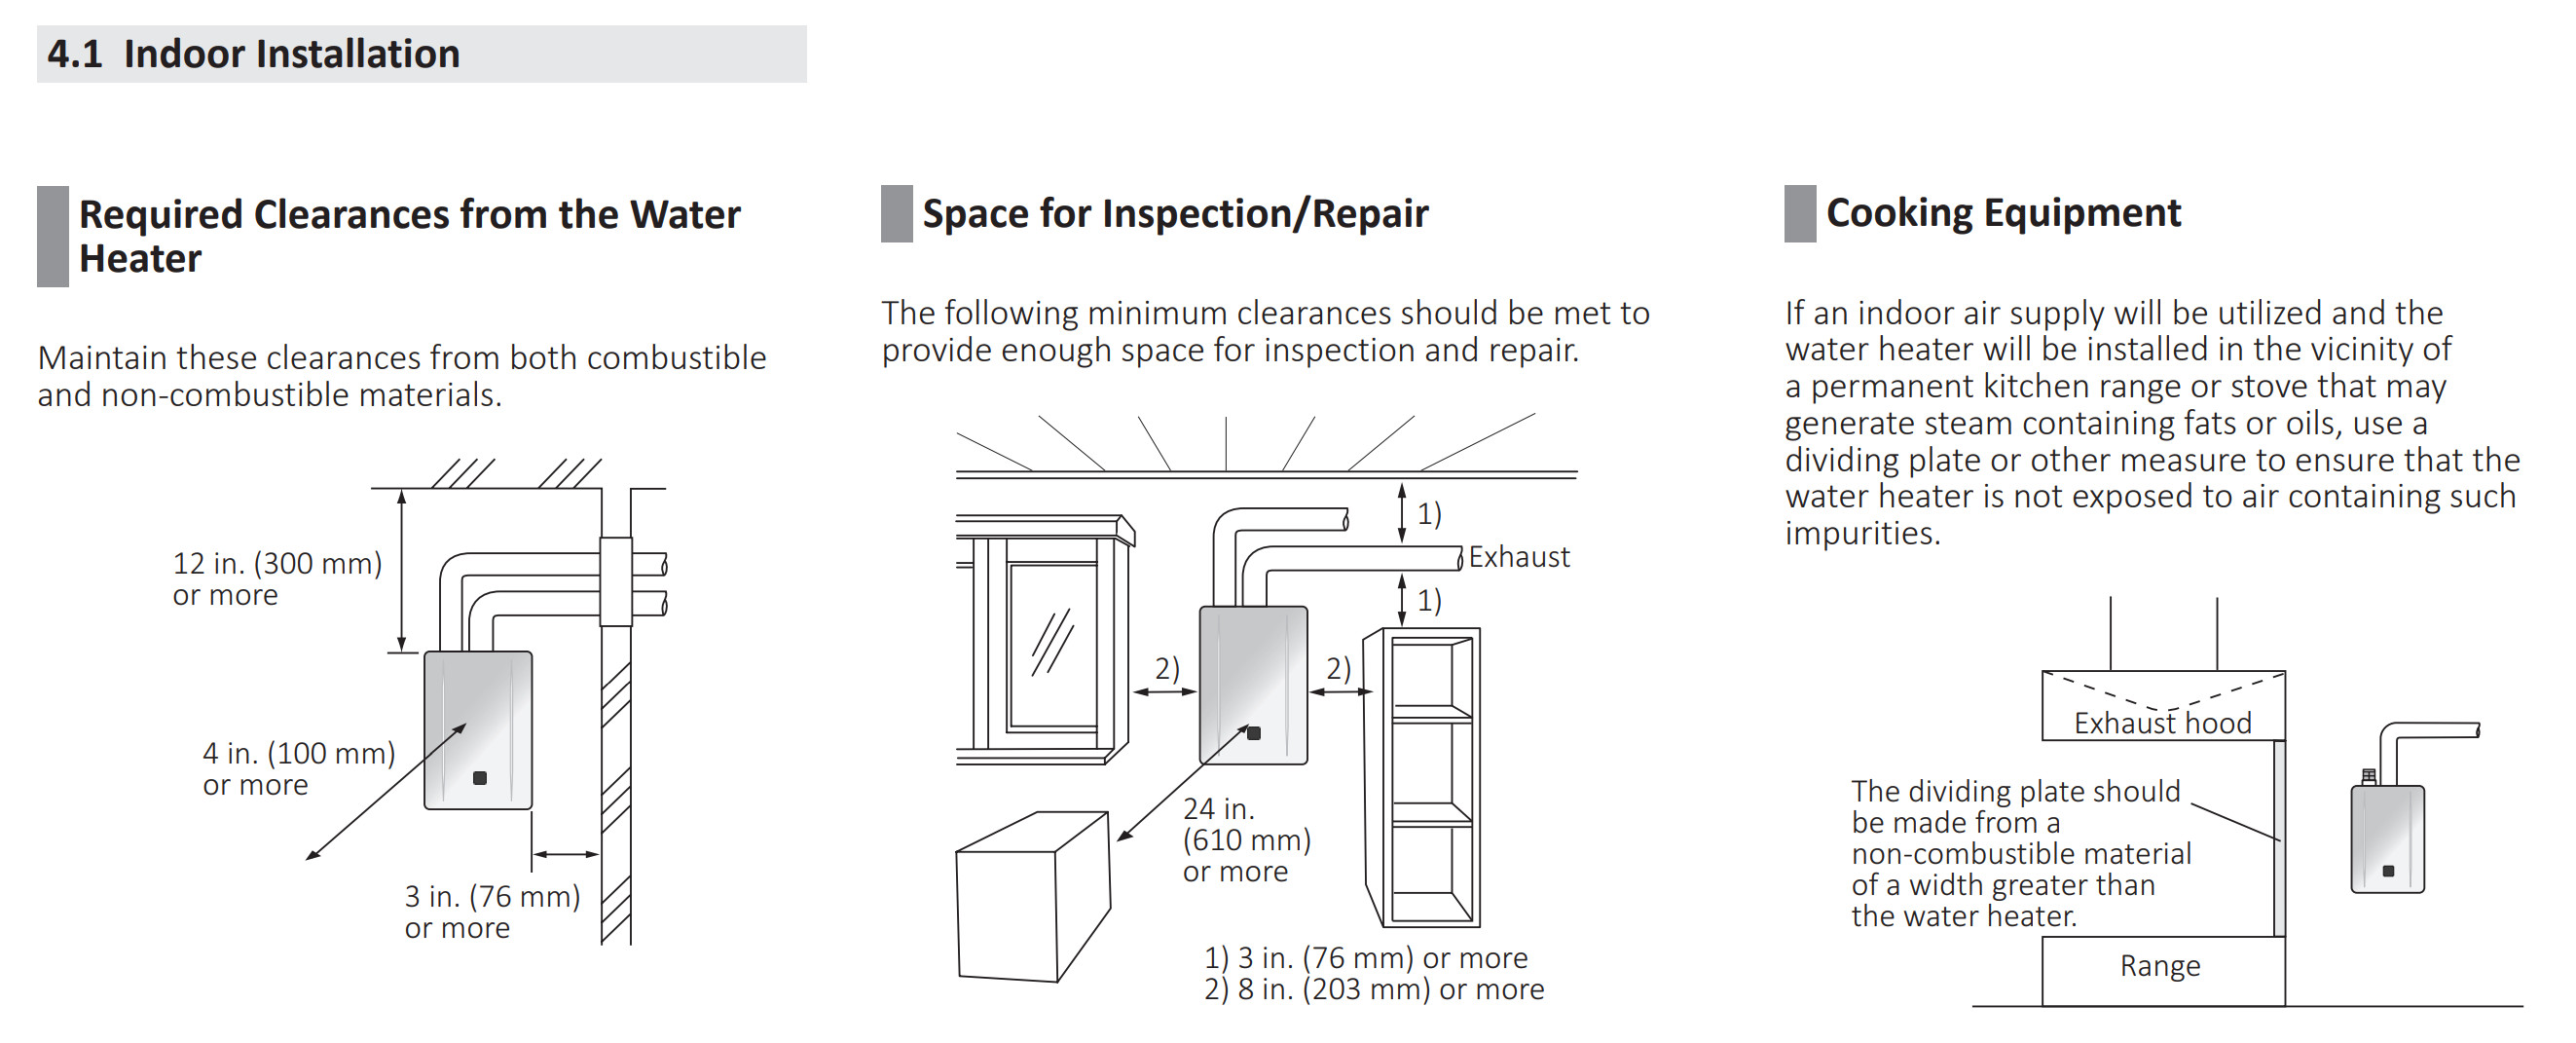 4.1 Indoor Installation
Required Clearances from the Water
Heater
Maintain these clearances from both combustible
and non-combustible materials.
12 in. (300 mm)
or more
4 in. (100 mm)
or more
3 in. (76 mm)
or more
Space for Inspection/Repair
The following minimum clearances should be met to
provide enough space for inspection and repair.
1)
Exhaust
1)
2)
2)
24 in.
(610 mm)
or more
1) 3 in. (76 mm) or more
2) 8 in. (203 mm) or more
Cooking Equipment
If an indoor air supply will be utilized and the
water heater will be installed in the vicinity of
a permanent kitchen range or stove that may
generate steam containing fats or oils, use a
dividing plate or other measure to ensure that the
water heater is not exposed to air containing such
impurities.
Exhaust hood
The dividing plate should
be made from a
non-combustible material
of a width greater than
the water heater.
Range